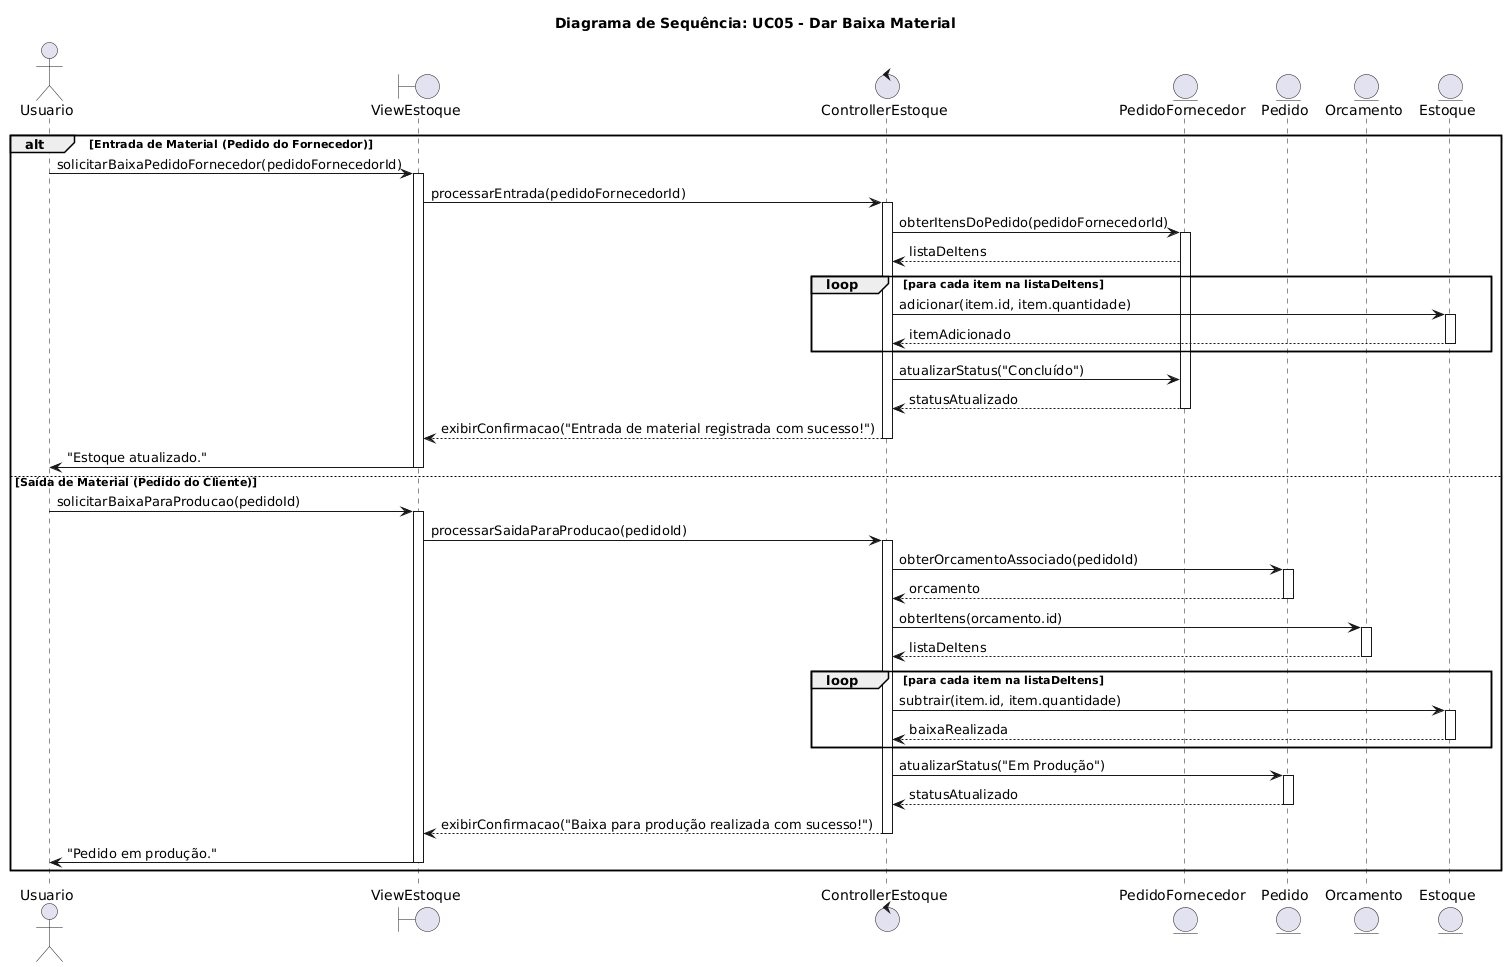 Diagrama de Sequência: UC05 - Dar Baixa Material
Usuario
ViewEstoque
ControllerEstoque
PedidoFornecedor
Pedido
Orcamento
Estoque
alt
[Entrada de Material (Pedido do Fornecedor)]
solicitarBaixaPedidoFornecedor(pedidoFornecedorId)
processarEntrada(pedidoFornecedorId)
obterItensDoPedido(pedidoFornecedorId)
listaDeItens
loop
[para cada item na listaDeItens]
adicionar(item.id, item.quantidade)
itemAdicionado
atualizarStatus("Concluído")
statusAtualizado
exibirConfirmacao("Entrada de material registrada com sucesso!")
"Estoque atualizado."
[Saída de Material (Pedido do Cliente)]
solicitarBaixaParaProducao(pedidoId)
processarSaidaParaProducao(pedidoId)
obterOrcamentoAssociado(pedidoId)
orcamento
obterItens(orcamento.id)
listaDeItens
loop
[para cada item na listaDeItens]
subtrair(item.id, item.quantidade)
baixaRealizada
atualizarStatus("Em Produção")
statusAtualizado
exibirConfirmacao("Baixa para produção realizada com sucesso!")
"Pedido em produção."
Usuario
ViewEstoque
ControllerEstoque
PedidoFornecedor
Pedido
Orcamento
Estoque